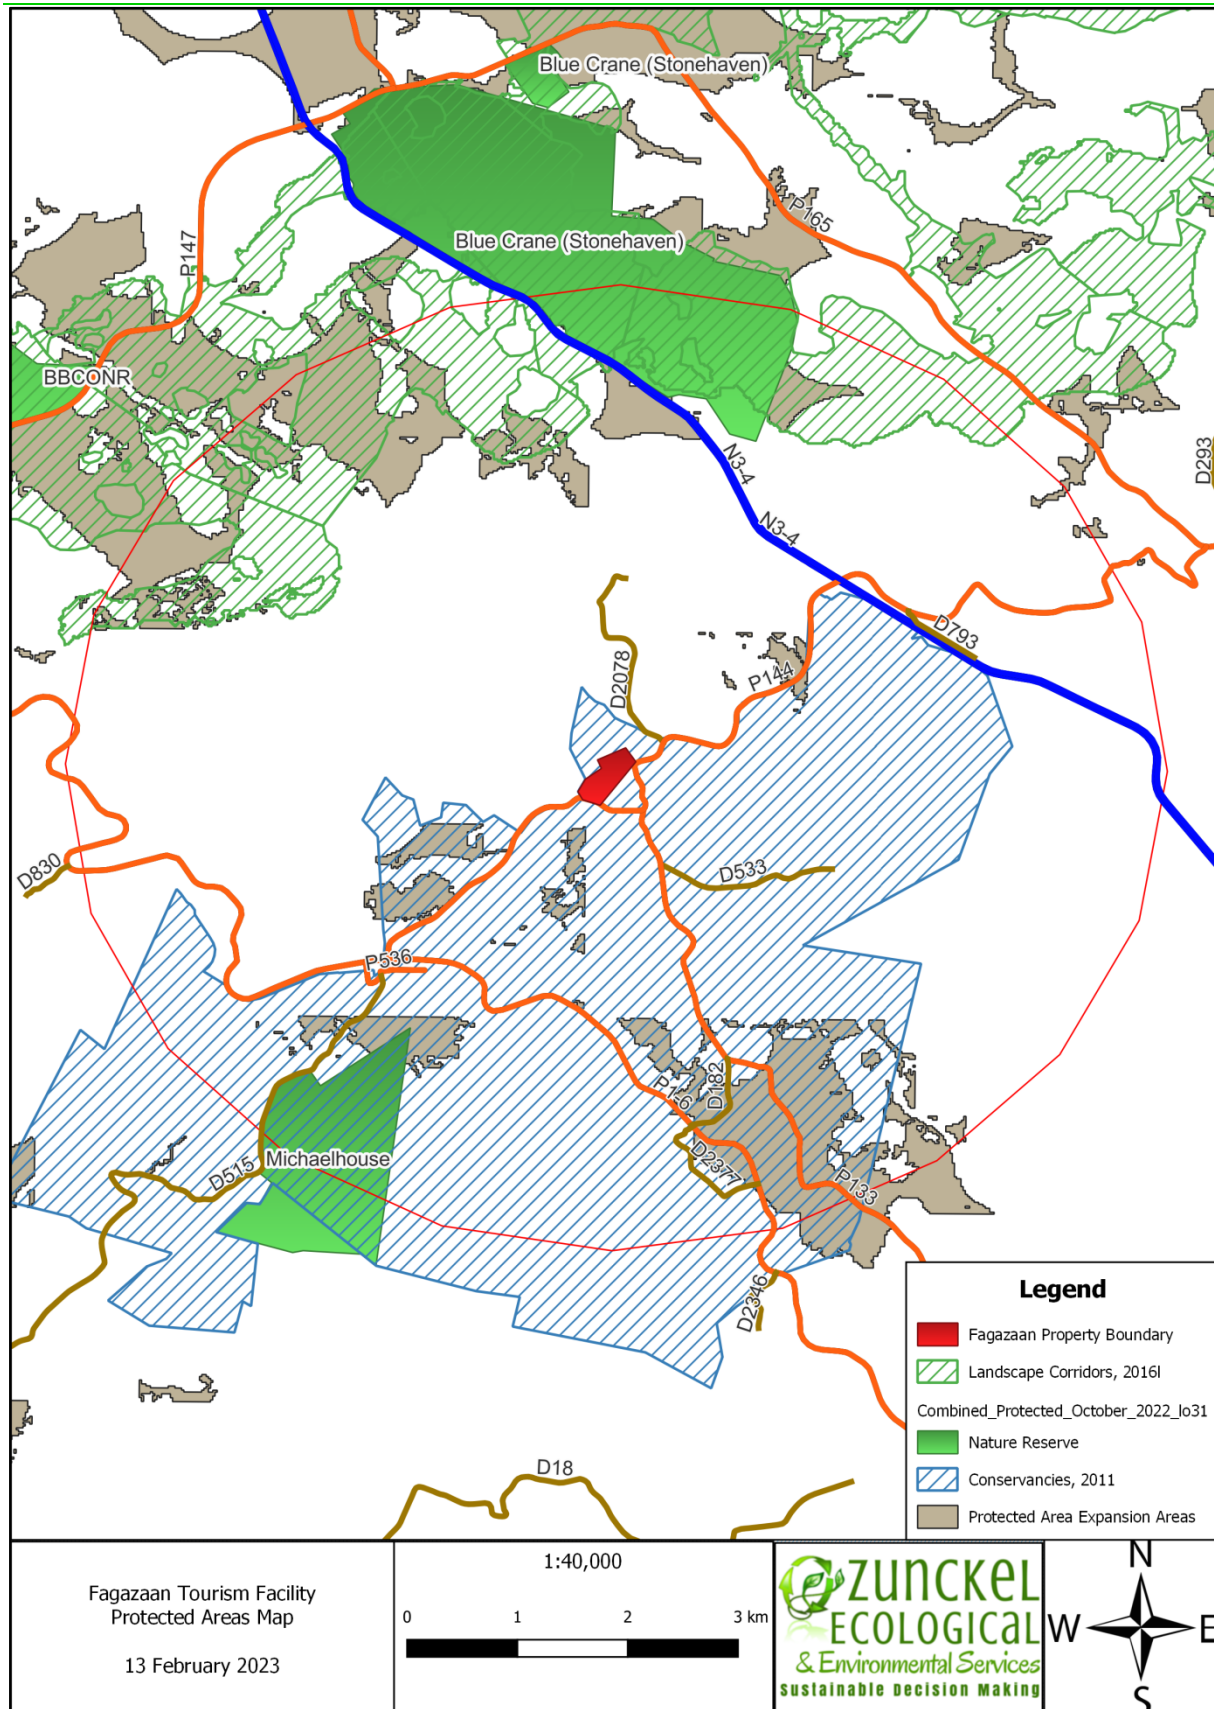 Blue Crane (Stonehaven)
P165
Blue Crane (Stonehaven)
P147
BBCONR
D293
N3-4
N3-4
D793
D2078
P144
D830
D533
P536
P1-6
D182
D515
Michaelhouse
D2377
P133
D2346
D18
Legend
Fagazaan Property Boundary
Landscape Corridors, 2016l
Combined_Protected_October_2022_lo31
Nature Reserve
Conservancies, 2011
Protected Area Expansion Areas
Fagazaan Tourism Facility
Protected Areas Map
13 February 2023
1:40,000
0 1 2 3 km
ZUNCKEL
ECOLOGICAL
& Environmental Services
Sustainable Decision Making
N
W E
S